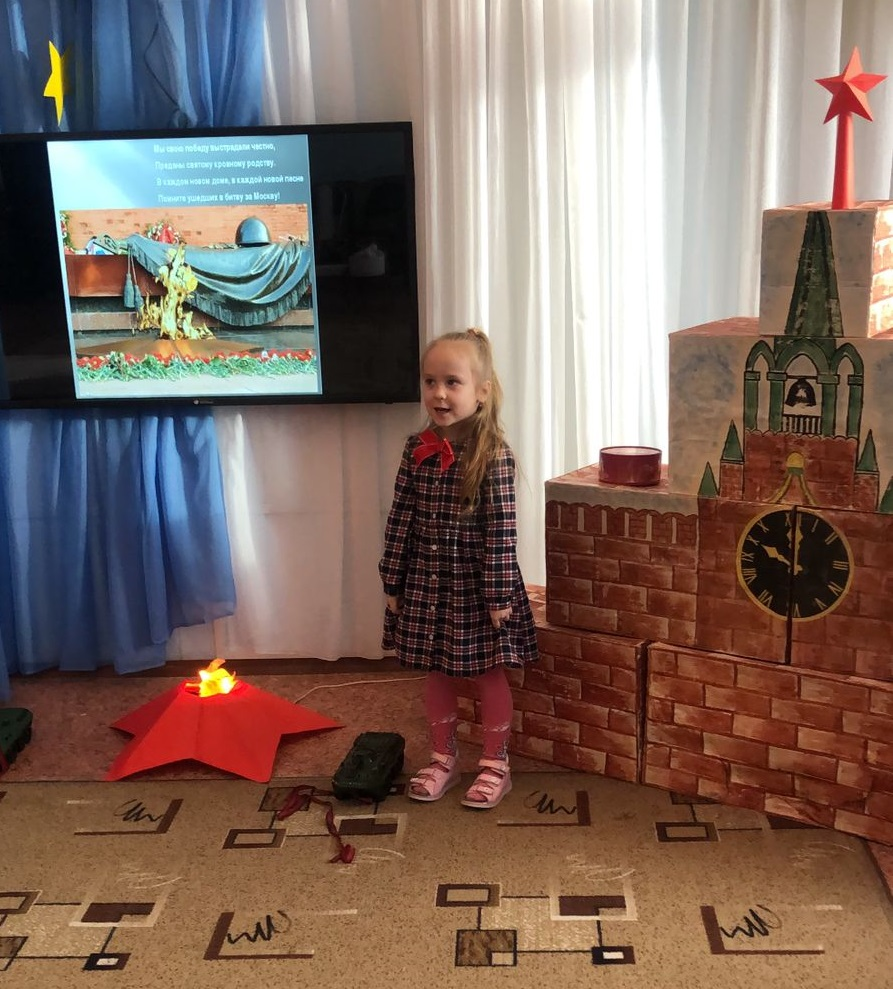 Мы свою победу выстрадали честно,
Преданы святому кровному родству.
В каждом новом доме, в каждой новой песне
Помните ушедших в битву за Москву!